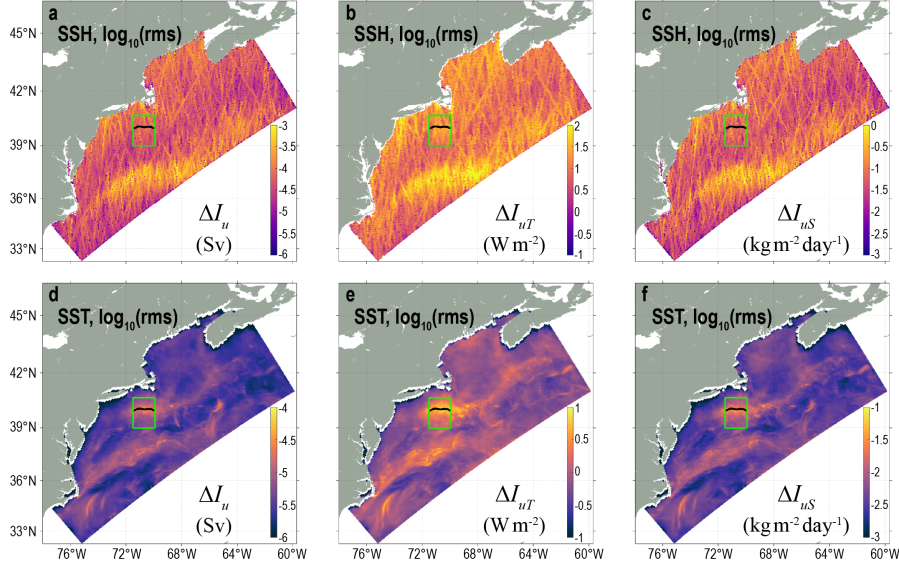 a
SSH, log10(rms)
b
SSH, log10(rms)
c
SSH, log10(rms)
45°N
42°N
39°N
36°N
33°N
-3
-3.5
-4
-4.5
-5
-5.5
-6
2
1.5
1
0.5
0
-0.5
-1
0
-0.5
-1
-1.5
-2
-2.5
-3
ΔIu
(Sv)
ΔIuT
(W m-2)
ΔIuS
(kg m-2 day-1)
d
SST, log10(rms)
e
SST, log10(rms)
f
SST, log10(rms)
45°N
42°N
39°N
36°N
33°N
-4
-4.5
-5
-5.5
-6
1
0.5
0
-0.5
-1
-1
-1.5
-2
-2.5
-3
ΔIu
(Sv)
ΔIuT
(W m-2)
ΔIuS
(kg m-2 day-1)
76°W 72°W 68°W 64°W 60°W
76°W 72°W 68°W 64°W 60°W
76°W 72°W 68°W 64°W 60°W